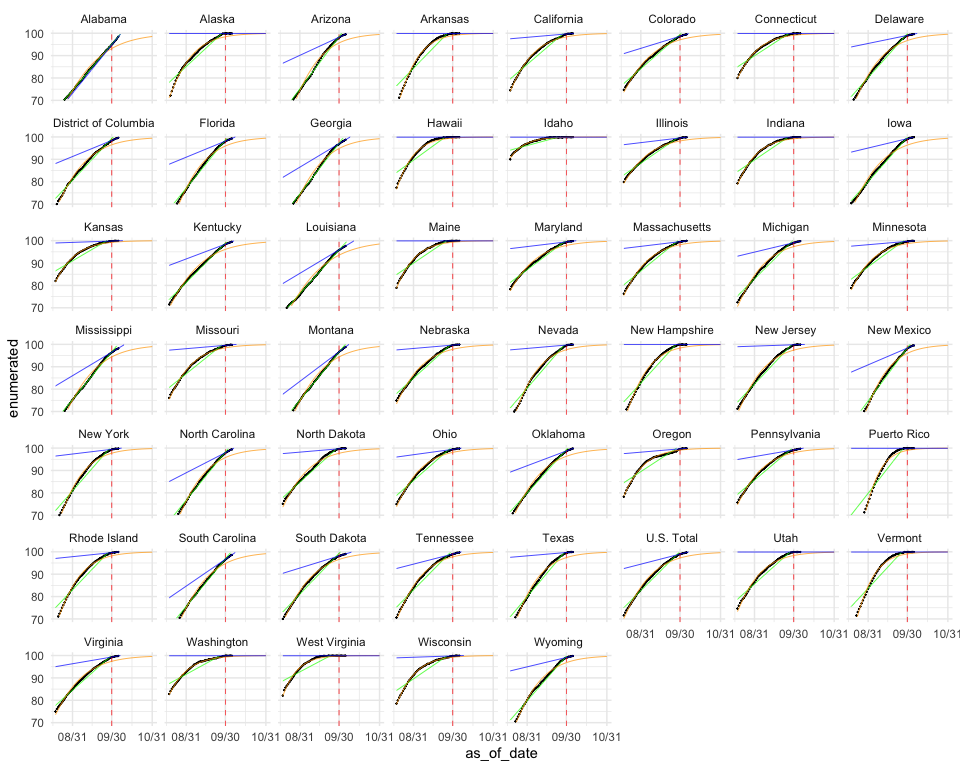 Alabama Alaska Arizona Arkansas California Colorado Connecticut Delaware
100
90
80
70
District of Columbia Florida Georgia Hawaii Idaho Illinois Indiana Iowa
100
90
80
70
Kansas Kentucky Louisiana Maine Maryland Massachusetts Michigan Minnesota
100
90
80
70
Mississippi Missouri Montana Nebraska Nevada New Hampshire New Jersey New Mexico
100
90
80
70
enumerated
New York North Carolina North Dakota Ohio Oklahoma Oregon Pennsylvania Puerto Rico
100
90
80
70
Rhode Island South Carolina South Dakota Tennessee Texas U.S. Total Utah Vermont
100
90
80
70
08/31 09/30 10/31 08/31 09/30 10/31 08/31 09/30 10/31
Virginia Washington West Virginia Wisconsin Wyoming
100
90
80
70
08/31 09/30 10/31 08/31 09/30 10/31 08/31 09/30 10/31 08/31 09/30 10/31 08/31 09/30 10/31
as_of_date